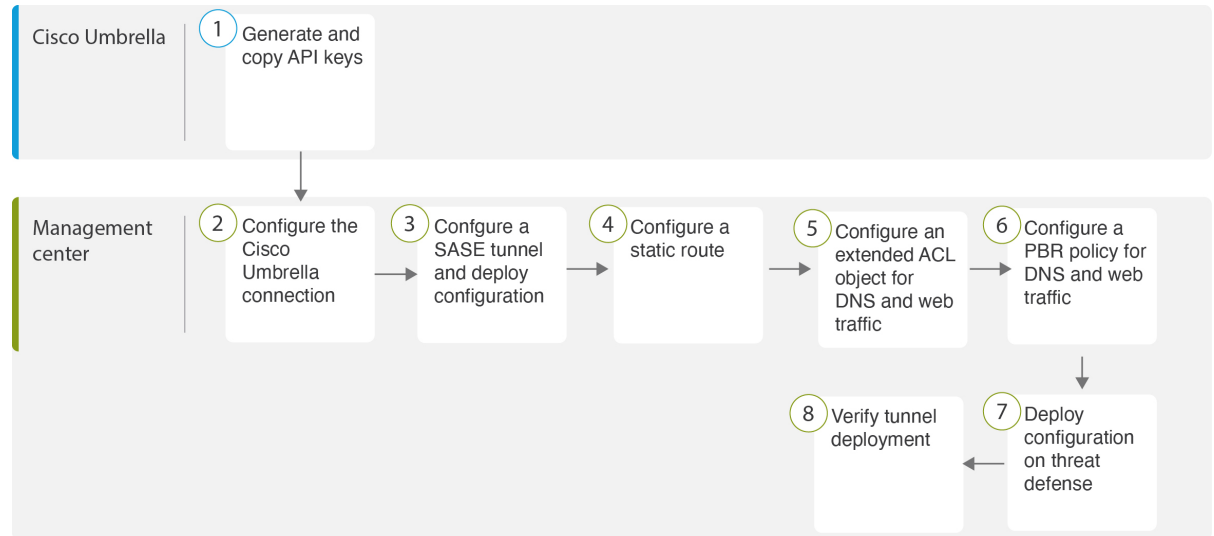 Cisco Umbrella
1
Generate and
copy API keys
Management
center
2
Configure the
Cisco
Umbrella
connection
3
Confgure a
SASE tunnel
and deploy
configuration
4
Configure a
static route
5
Configure an
extended ACL
object for
DNS and web
traffic
6
Configure a
PBR policy for
DNS and web
traffic
7
Deploy
configuration
on threat
defense
8
Verify tunnel
deployment